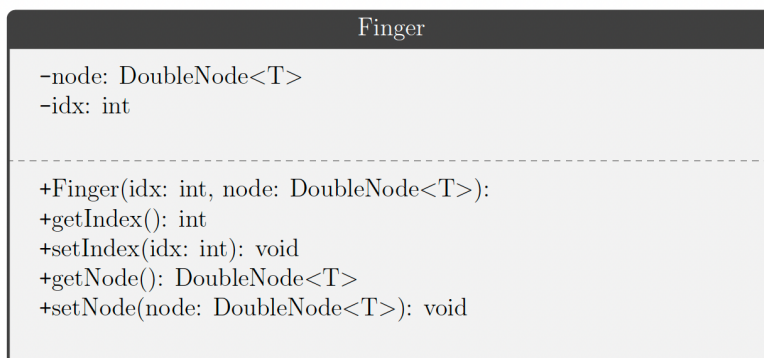 Finger
-node: DoubleNode<T>
-idx: int
+Finger(idx: int, node: DoubleNode<T>):
+getIndex(): int
+setIndex(idx: int): void
+getNode(): DoubleNode<T>
+setNode(node: DoubleNode<T>): void